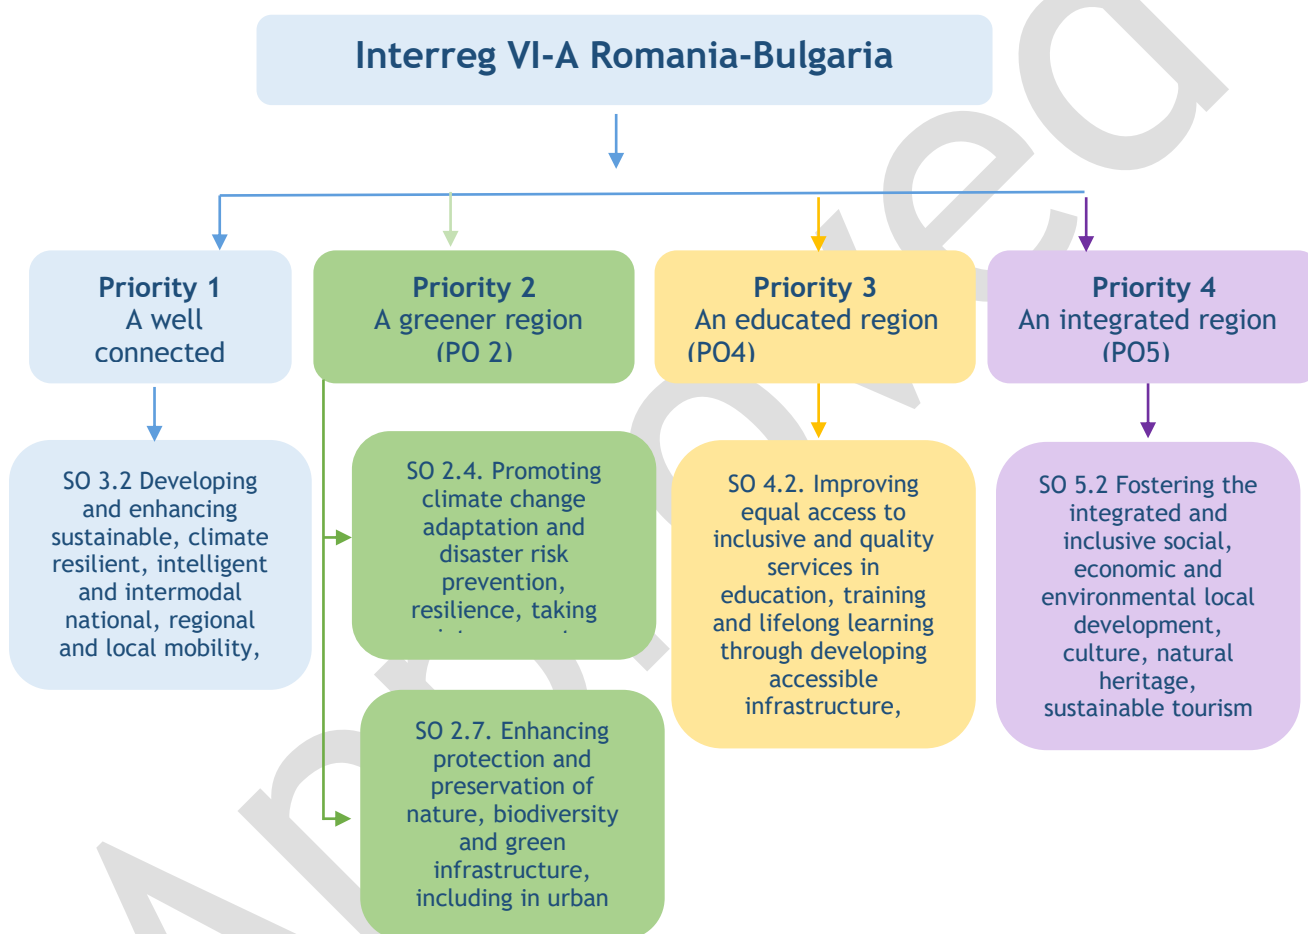 Interreg VI-A Romania-Bulgaria
Priority 1
A well
connected
Priority 2
A greener region
(PO 2)
Priority 3
An educated region
(PO4)
Priority 4
An integrated region
(PO5)
SO 3.2 Developing
and enhancing
sustainable, climate
resilient, intelligent
and intermodal
national, regional
and local mobility,
SO 2.4. Promoting
climate change
adaptation and
disaster risk
prevention,
resilience, taking
SO 2.7. Enhancing
protection and
preservation of
nature, biodiversity
and green
infrastructure,
including in urban
SO 4.2. Improving
equal access to
inclusive and quality
services in
education, training
and lifelong learning
through developing
accessible
infrastructure,
SO 5.2 Fostering the
integrated and
inclusive social,
economic and
environmental local
development,
culture, natural
heritage,
sustainable tourism